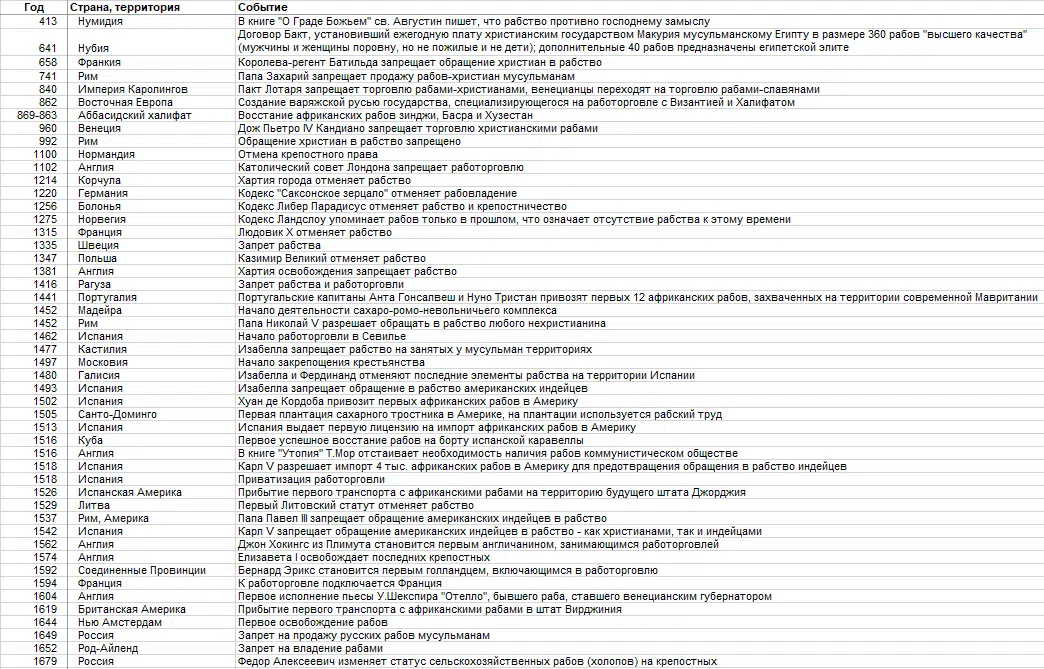 Год Страна, территория Событие
413 Нумидия В книге "О Граде Божьем" св. Августин пишет, что рабство противно господнему замыслу
Договор Бакт, установивший ежегодную плату христианским государством Макурия мусульманскому Египту в размере 360 рабов "высшего качества"
641 Нубия (мужчины и женщины поровну, но не пожилые и не дети); дополнительные 40 рабов предназначены египетской элите
658 Франкия Королева-регент Батильда запрещает обращение христиан в рабство
741 Рим Папа Захарий запрещает продажу рабов-христиан мусульманам
840 Империя Каролингов Пакт Лотаря запрещает торговлю рабами-христианами, венецианцы переходят на торговлю рабами-славянами
862 Восточная Европа Создание варяжской русью государства, специализирующегося на работорговле с Византией и Халифатом
869-863 Аббасидский халифат Восстание африканских рабов зинджи, Басра и Хузестан
960 Венеция Дож Пьетро IV Кандиано запрещает торговлю христианскими рабами
992 Рим Обращение христиан в рабство запрещено
1100 Нормандия Отмена крепостного права
1102 Англия Католический совет Лондона запрещает работорговлю
1214 Корчула Хартия города отменяет рабство
1220 Германия Кодекс "Саксонское зерцало" отменяет рабовладение
1256 Болонья Кодекс Либер Парадисус отменяет рабство и крепостничество
1275 Норвегия Кодекс Ландслоу упоминает рабов только в прошлом, что означает отсутствие рабства к этому времени
1315 Франция Людовик X отменяет рабство
1335 Швеция Запрет рабства
1347 Польша Казимир Великий отменяет рабство
1381 Англия Хартия освобождения запрещает рабство
1416 Рагуза Запрет рабства и работорговли
1441 Португалия Португальские капитаны Анта Гонсалвеш и Нуно Тристан привозят первых 12 африканских рабов, захваченных на территории современной Мавритании
1452 Мадейра Начало деятельности сахаро-ромо-невольничьего комплекса
1452 Рим Папа Николай V разрешает обращать в рабство любого нехристианина
1462 Испания Начало работорговли в Севилье
1477 Кастилия Изабелла запрещает рабство на занятых у мусульман территориях
1497 Московия Начало закрепощения крестьянства
1480 Галисия Изабелла и Фердинанд отменяют последние элементы рабства на территории Испании
1493 Испания Изабелла запрещает обращение в рабство американских индейцев
1502 Испания Хуан де Кордоба привозит первых африканских рабов в Америку
1505 Санто-Доминго Первая плантация сахарного тростника в Америке, на плантации используется рабский труд
1513 Испания Испания выдает первую лицензию на импорт африканских рабов в Америку
1516 Куба Первое успешное восстание рабов на борту испанской каравеллы
1516 Англия В книге "Утопия" Т.Мор отстаивает необходимость наличия рабов коммунистическом обществе
1518 Испания Карл V разрешает импорт 4 тыс. африканских рабов в Америку для предотвращения обращения в рабство индейцев
1518 Испания Приватизация работорговли
1526 Испанская Америка Прибытие первого транспорта с африканскими рабами на территорию будущего штата Джорджия
1529 Литва Первый Литовский статут отменяет рабство
1537 Рим, Америка Папа Павел III запрещает обращение американских индейцев в рабство
1542 Испания Карл V запрещает обращение американских индейцев в рабство - как христианами, так и индейцами
1562 Англия Джон Хокингс из Плимута становится первым англичанином, занимающимся работорговлей
1574 Англия Елизавета I освобождает последних крепостных
1592 Соединенные Провинции Бернард Эрикс становится первым голландцем, включающимся в работорговлю
1594 Франция К работорговле подключается Франция
1604 Англия Первое исполнение пьесы У.Шекспира "Отелло", бывшего раба, ставшего венецианским губернатором
1619 Британская Америка Прибытие первого транспорта с африканскими рабами в штат Вирджиния
1644 Нью Амстердам Первое освобождение рабов
1649 Россия Запрет на продажу русских рабов мусульманам
1652 Род-Айленд Запрет на владение рабами
1679 Россия Федор Алексеевич изменяет статус сельскохозяйственных рабов (холопов) на крепостных